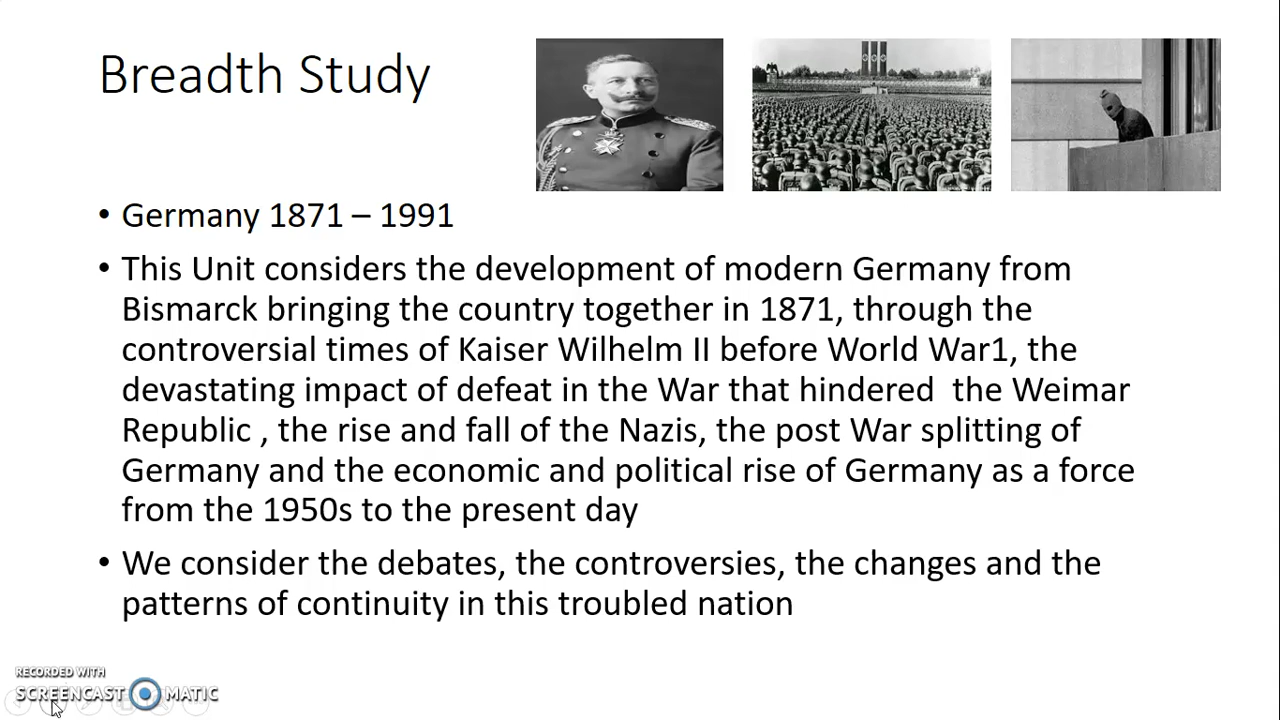 Breadth Study
• Germany 1871 – 1991
• This Unit considers the development of modern Germany from
Bismarck bringing the country together in 1871, through the
controversial times of Kaiser Wilhelm II before World War1, the
devastating impact of defeat in the War that hindered  the Weimar
Republic , the rise and fall of the Nazis, the post War splitting of
Germany and the economic and political rise of Germany as a force
from the 1950s to the present day
• We consider the debates, the controversies, the changes and the
patterns of continuity in this troubled nation
RECORDED WITH
SCREENCAST MATIC